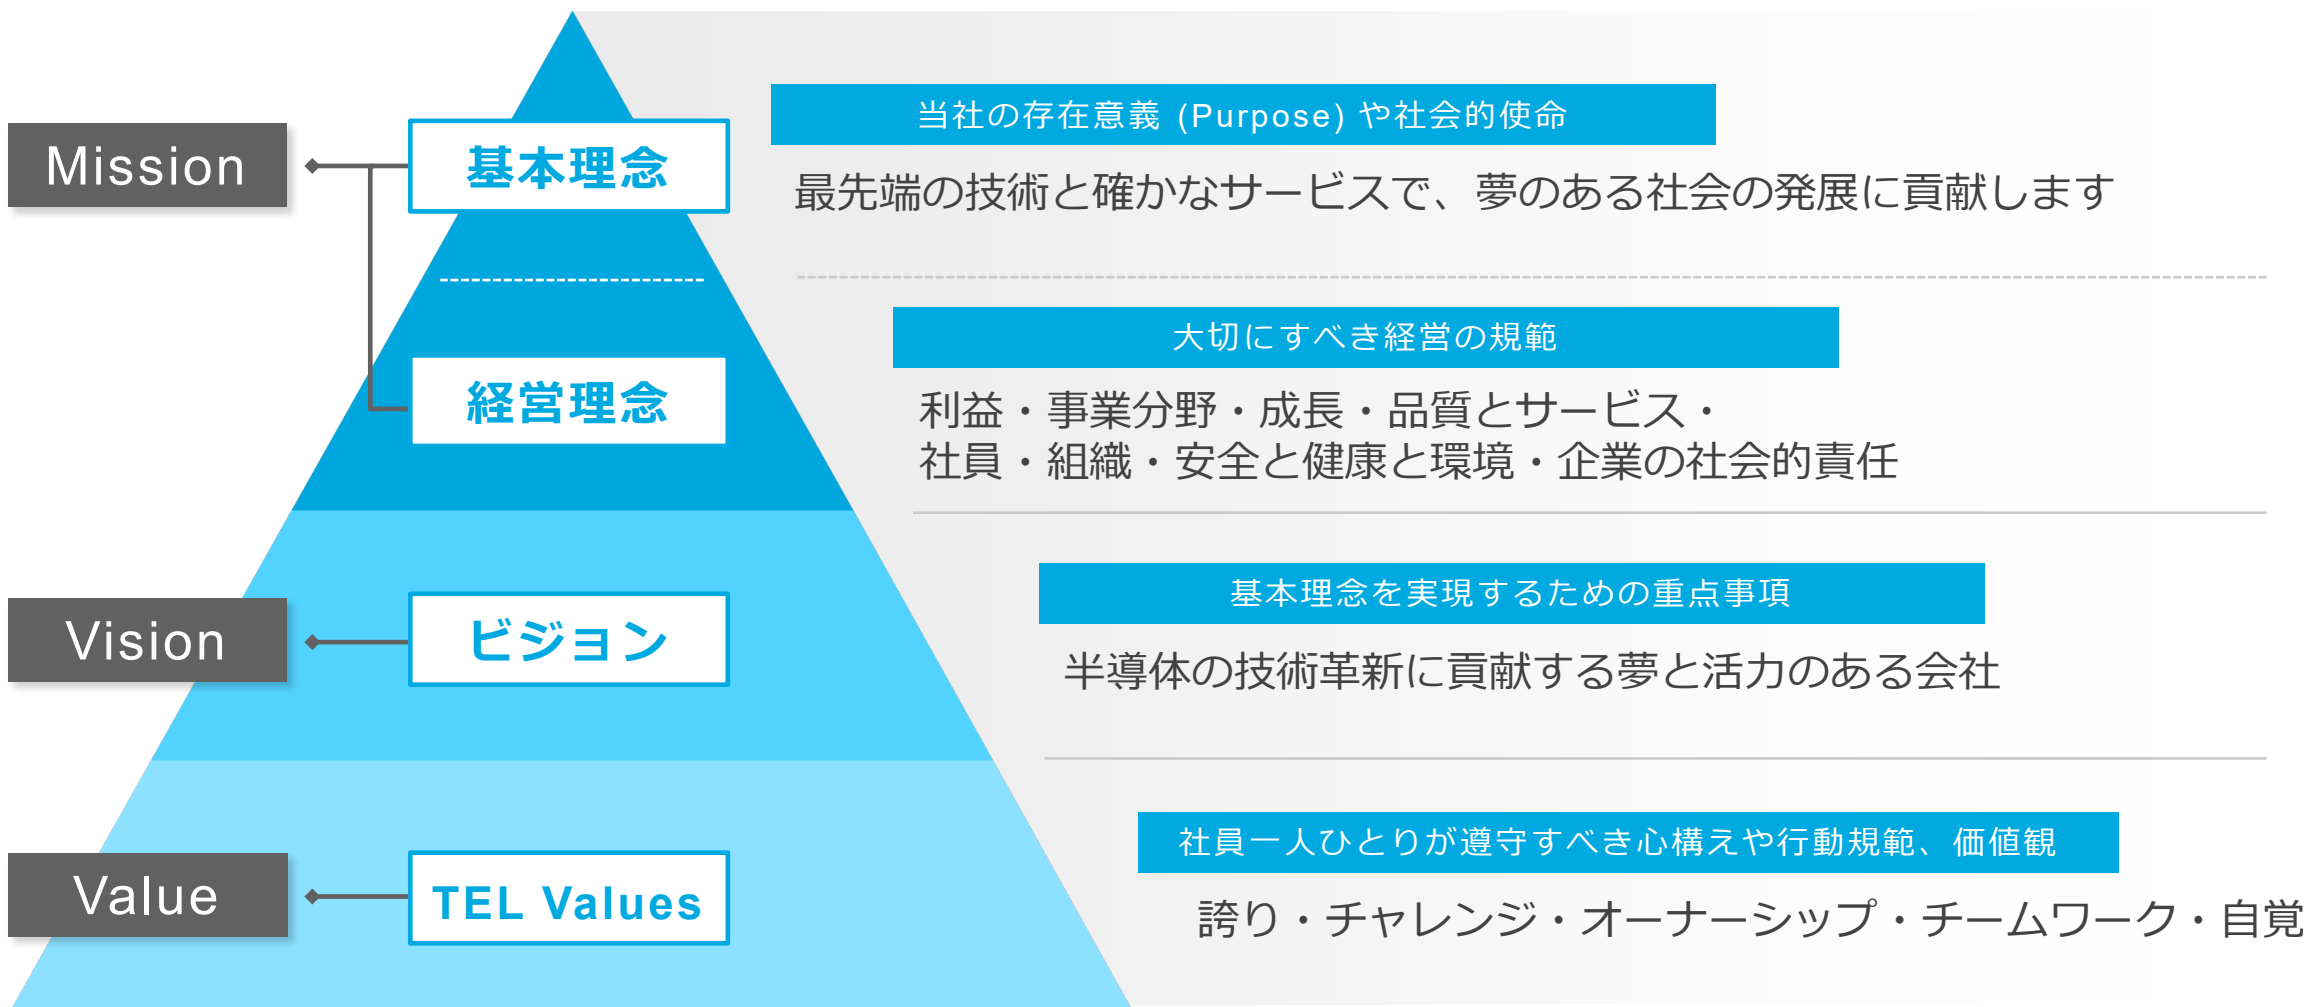 Mission
基本理念
当社の存在意義 (Purpose) や社会的使命
最先端の技術と確かなサービスで、夢のある社会の発展に貢献します
経営理念
大切にすべき経営の規範
利益・事業分野・成長・品質とサービス・
社員・組織・安全と健康と環境・企業の社会的責任
Vision
ビジョン
基本理念を実現するための重点事項
半導体の技術革新に貢献する夢と活力のある会社
Value
TEL Values
社員一人ひとりが遵守すべき心構えや行動規範、価値観
誇り・チャレンジ・オーナーシップ・チームワーク・自覚